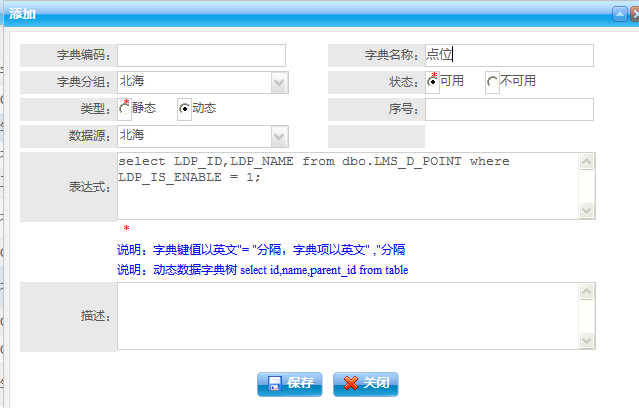 添加
字典编码：
字典名称：点位
字典分组：北海
状态：*可用 不可用
类型：*静态 动态
序号：
数据源：北海
表达式：select LDP_ID,LDP_NAME from dbo.LMS_D_POINT where
LDP_IS_ENABLE = 1;
*
说明：字典键值以英文"= "分隔，字典项以英文" ,"分隔
说明：动态数据字典树 select id,name,parent_id from table
描述：
保存 关闭